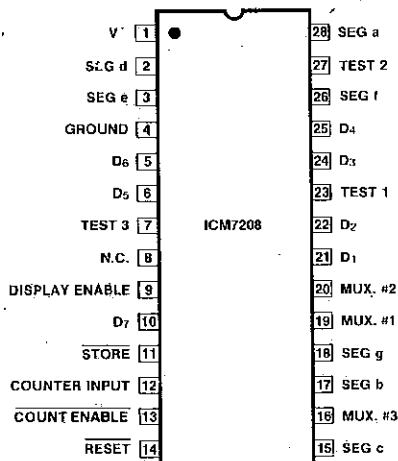 V+ 1 28 SEG a
SEG d 2 27 TEST 2
SEG e 3 26 SEG f
GROUND 4 25 D4
D6 5 24 D3
D5 6 23 TEST 1
TEST 3 7 ICM7208 22 D2
N.C. 8 21 D1
DISPLAY ENABLE 9 20 MUX. #2
D7 10 19 MUX. #1
STORE 11 18 SEG g
COUNTER INPUT 12 17 SEG b
COUNT ENABLE 13 16 MUX. #3
RESET 14 15 SEG c